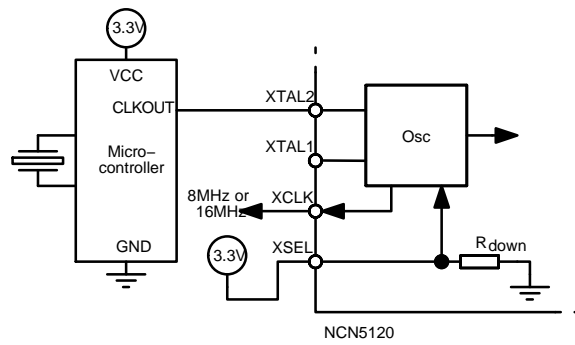 3.3V
VCC
CLKOUT
Micro−
controller
GND
XTAL2
XTAL1
8MHz or
16MHz
XCLK
XSEL
3.3V
Osc
Rdown
NCN5120